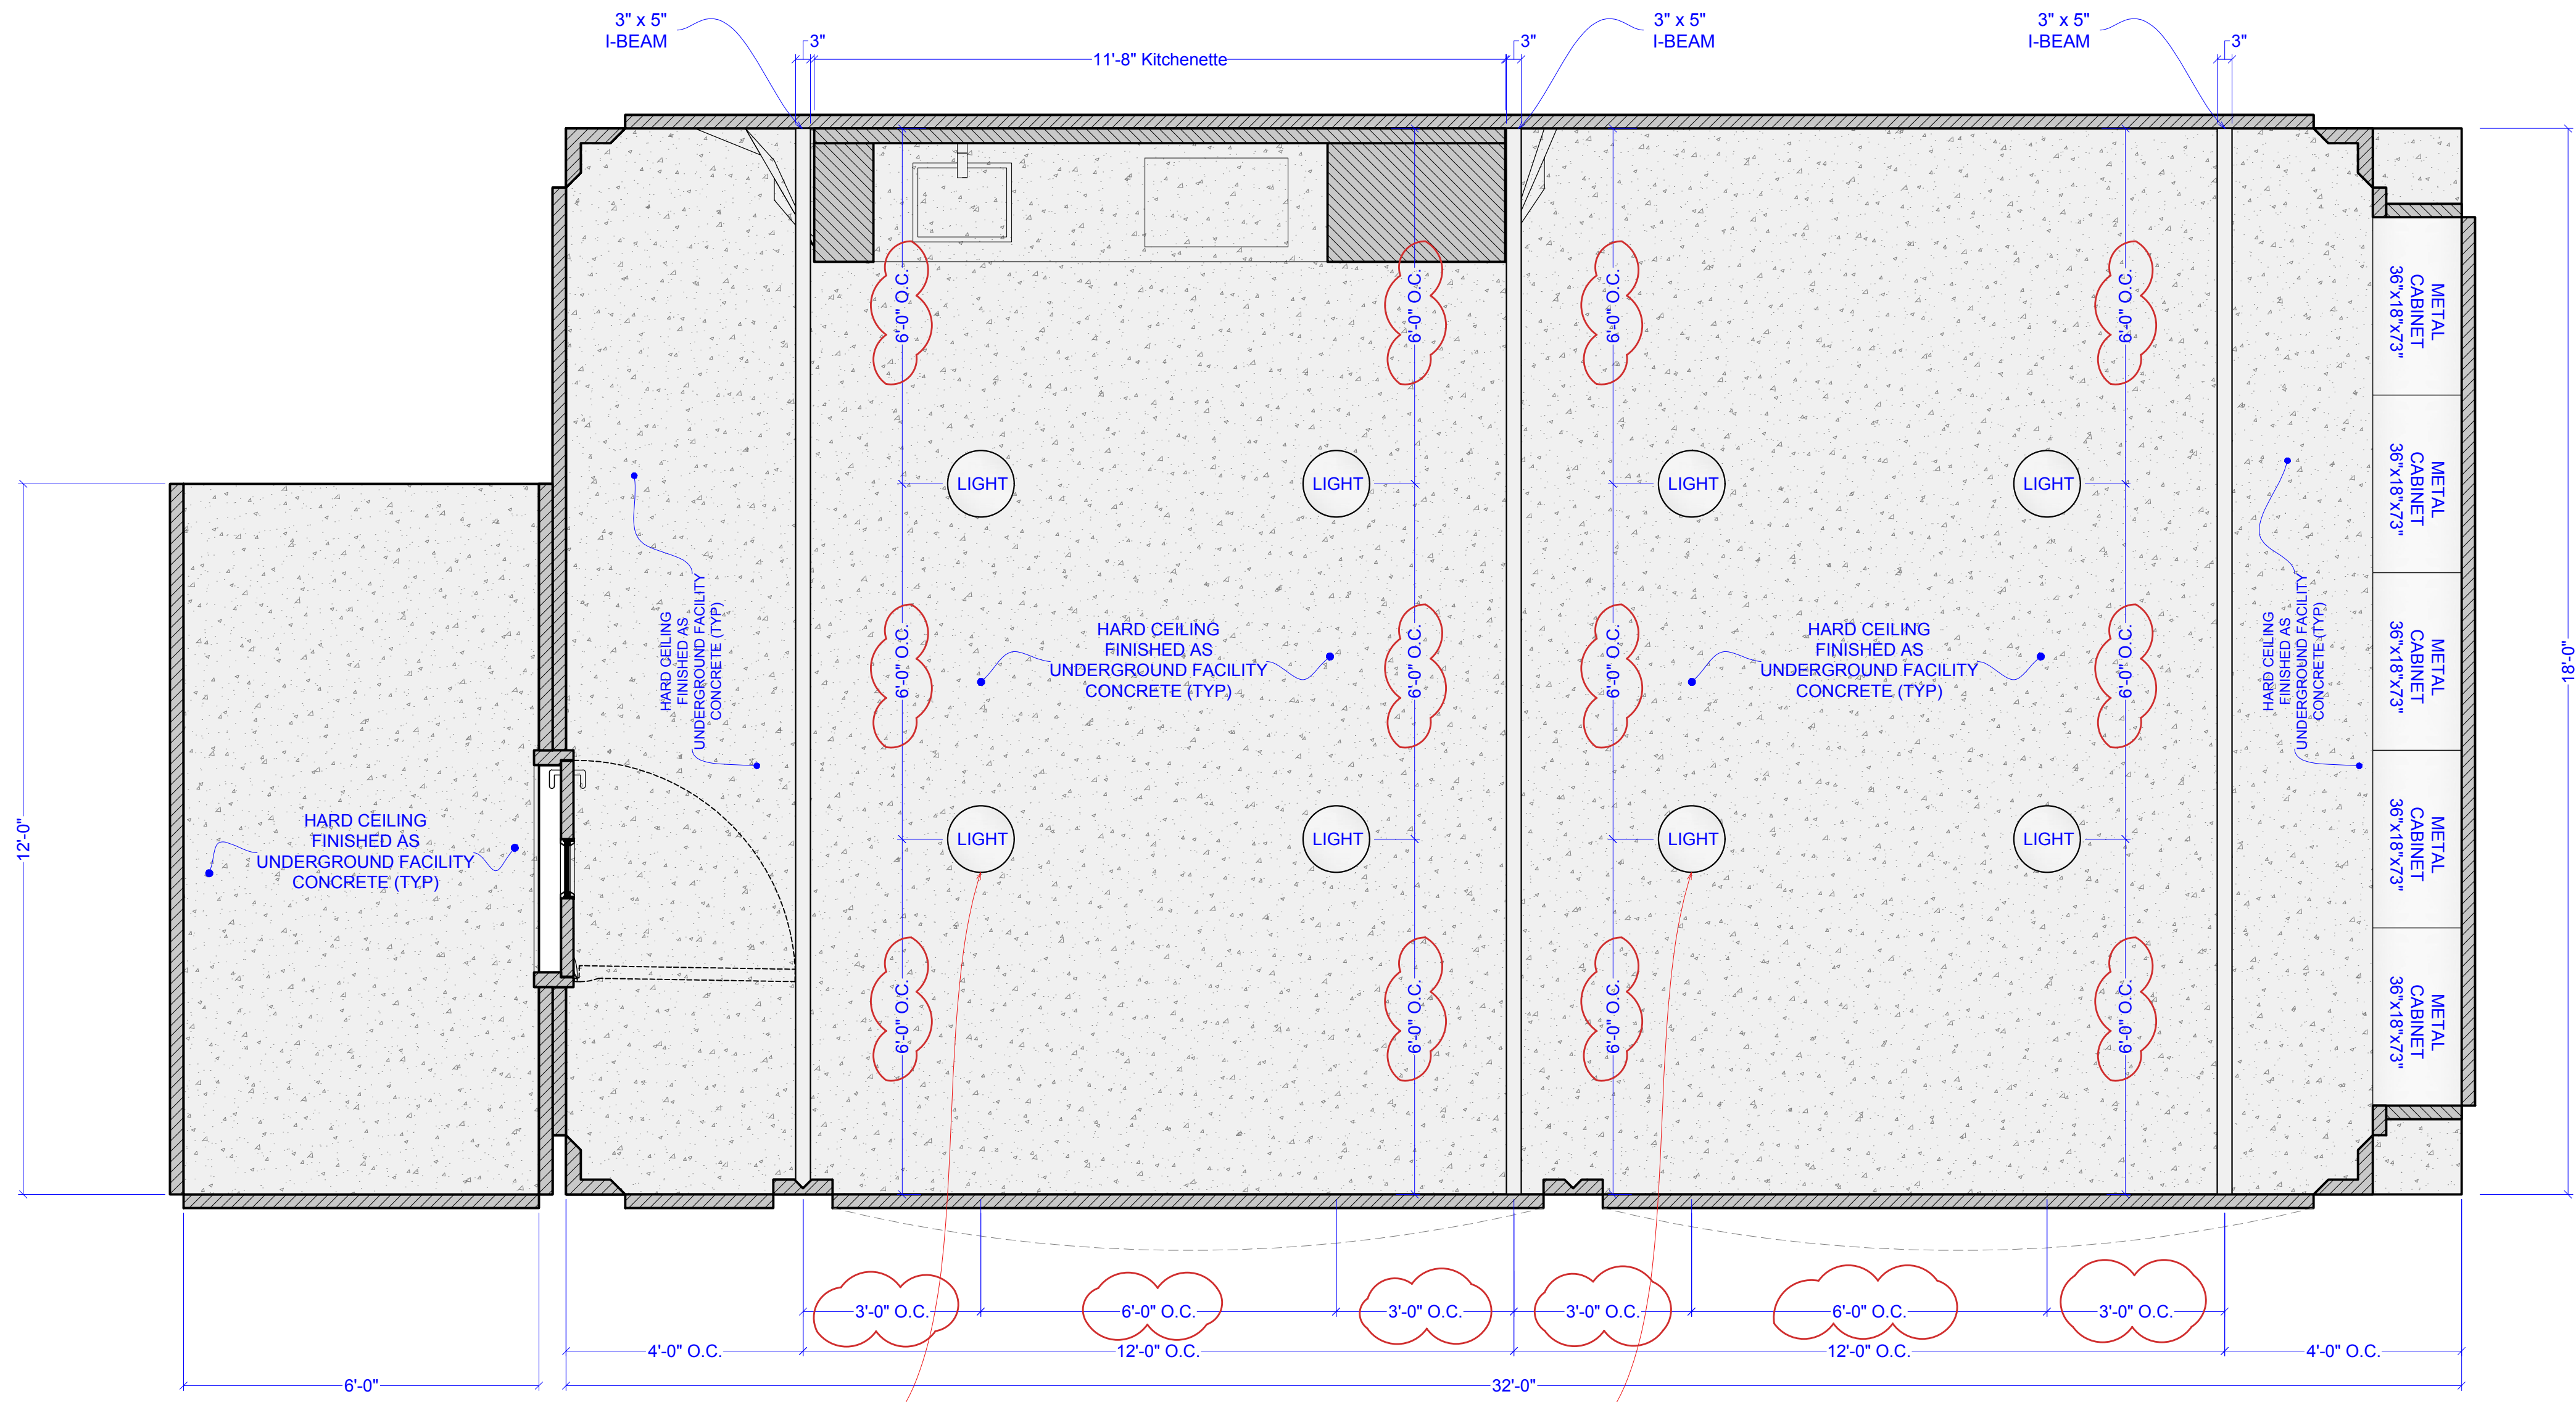 3" x 5"
I-BEAM
3"
11'-8" Kitchenette
3"
3" x 5"
I-BEAM
3" x 5"
I-BEAM
3"
6'-0" O.C.
6'-0" O.C.
6'-0" O.C.
6'-0" O.C.
METAL
CABINET
36"x18"x73"
LIGHT
LIGHT
LIGHT
LIGHT
METAL
CABINET
36"x18"x73"
HARD CEILING
FINISHED AS
UNDERGROUND FACILITY
CONCRETE (TYP)
6'-0" O.C.
HARD CEILING
FINISHED AS
UNDERGROUND FACILITY
CONCRETE (TYP)
6'-0" O.C.
6'-0" O.C.
HARD CEILING
FINISHED AS
UNDERGROUND FACILITY
CONCRETE (TYP)
6'-0" O.C.
HARD CEILING
FINISHED AS
UNDERGROUND FACILITY
CONCRETE (TYP)
METAL
CABINET
36"x18"x73"
18'-0"
12'-0"
HARD CEILING
FINISHED AS
UNDERGROUND FACILITY
CONCRETE (TYP)
LIGHT
LIGHT
LIGHT
LIGHT
METAL
CABINET
36"x18"x73"
6'-0" O.C.
6'-0" O.C.
6'-0" O.C.
6'-0" O.C.
METAL
CABINET
36"x18"x73"
3'-0" O.C.
6'-0" O.C.
3'-0" O.C.
3'-0" O.C.
6'-0" O.C.
3'-0" O.C.
4'-0" O.C.
12'-0" O.C.
12'-0" O.C.
4'-0" O.C.
6'-0"
32'-0"